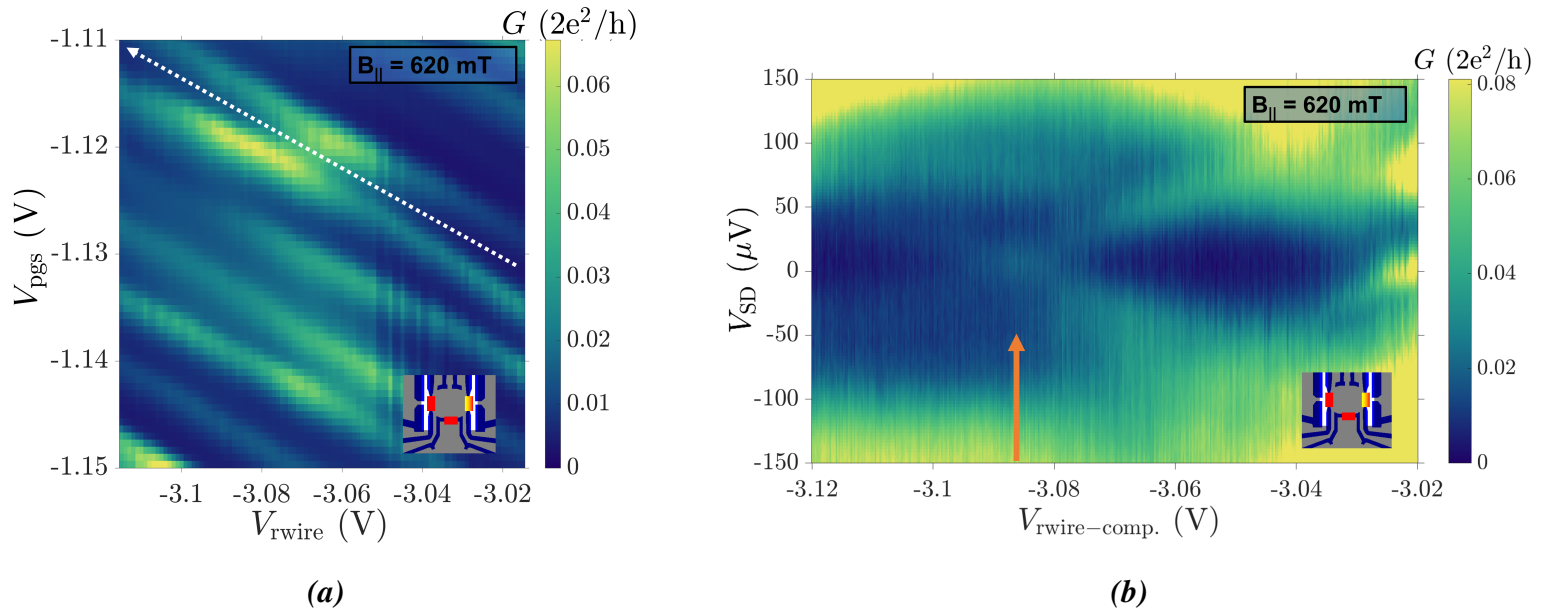 G (2e²/h)
B|| = 620 mT
-1.11
-1.12
-1.13
-1.14
-1.15
Vpgs (V)
-3.1 -3.08 -3.06 -3.04 -3.02
Vrwire (V)
0.06
0.05
0.04
0.03
0.02
0.01
0
(a)
G (2e²/h)
B|| = 620 mT
150
100
50
0
-50
-100
-150
VSD (μV)
-3.12 -3.1 -3.08 -3.06 -3.04 -3.02
Vrwire−comp. (V)
0.08
0.06
0.04
0.02
0
(b)